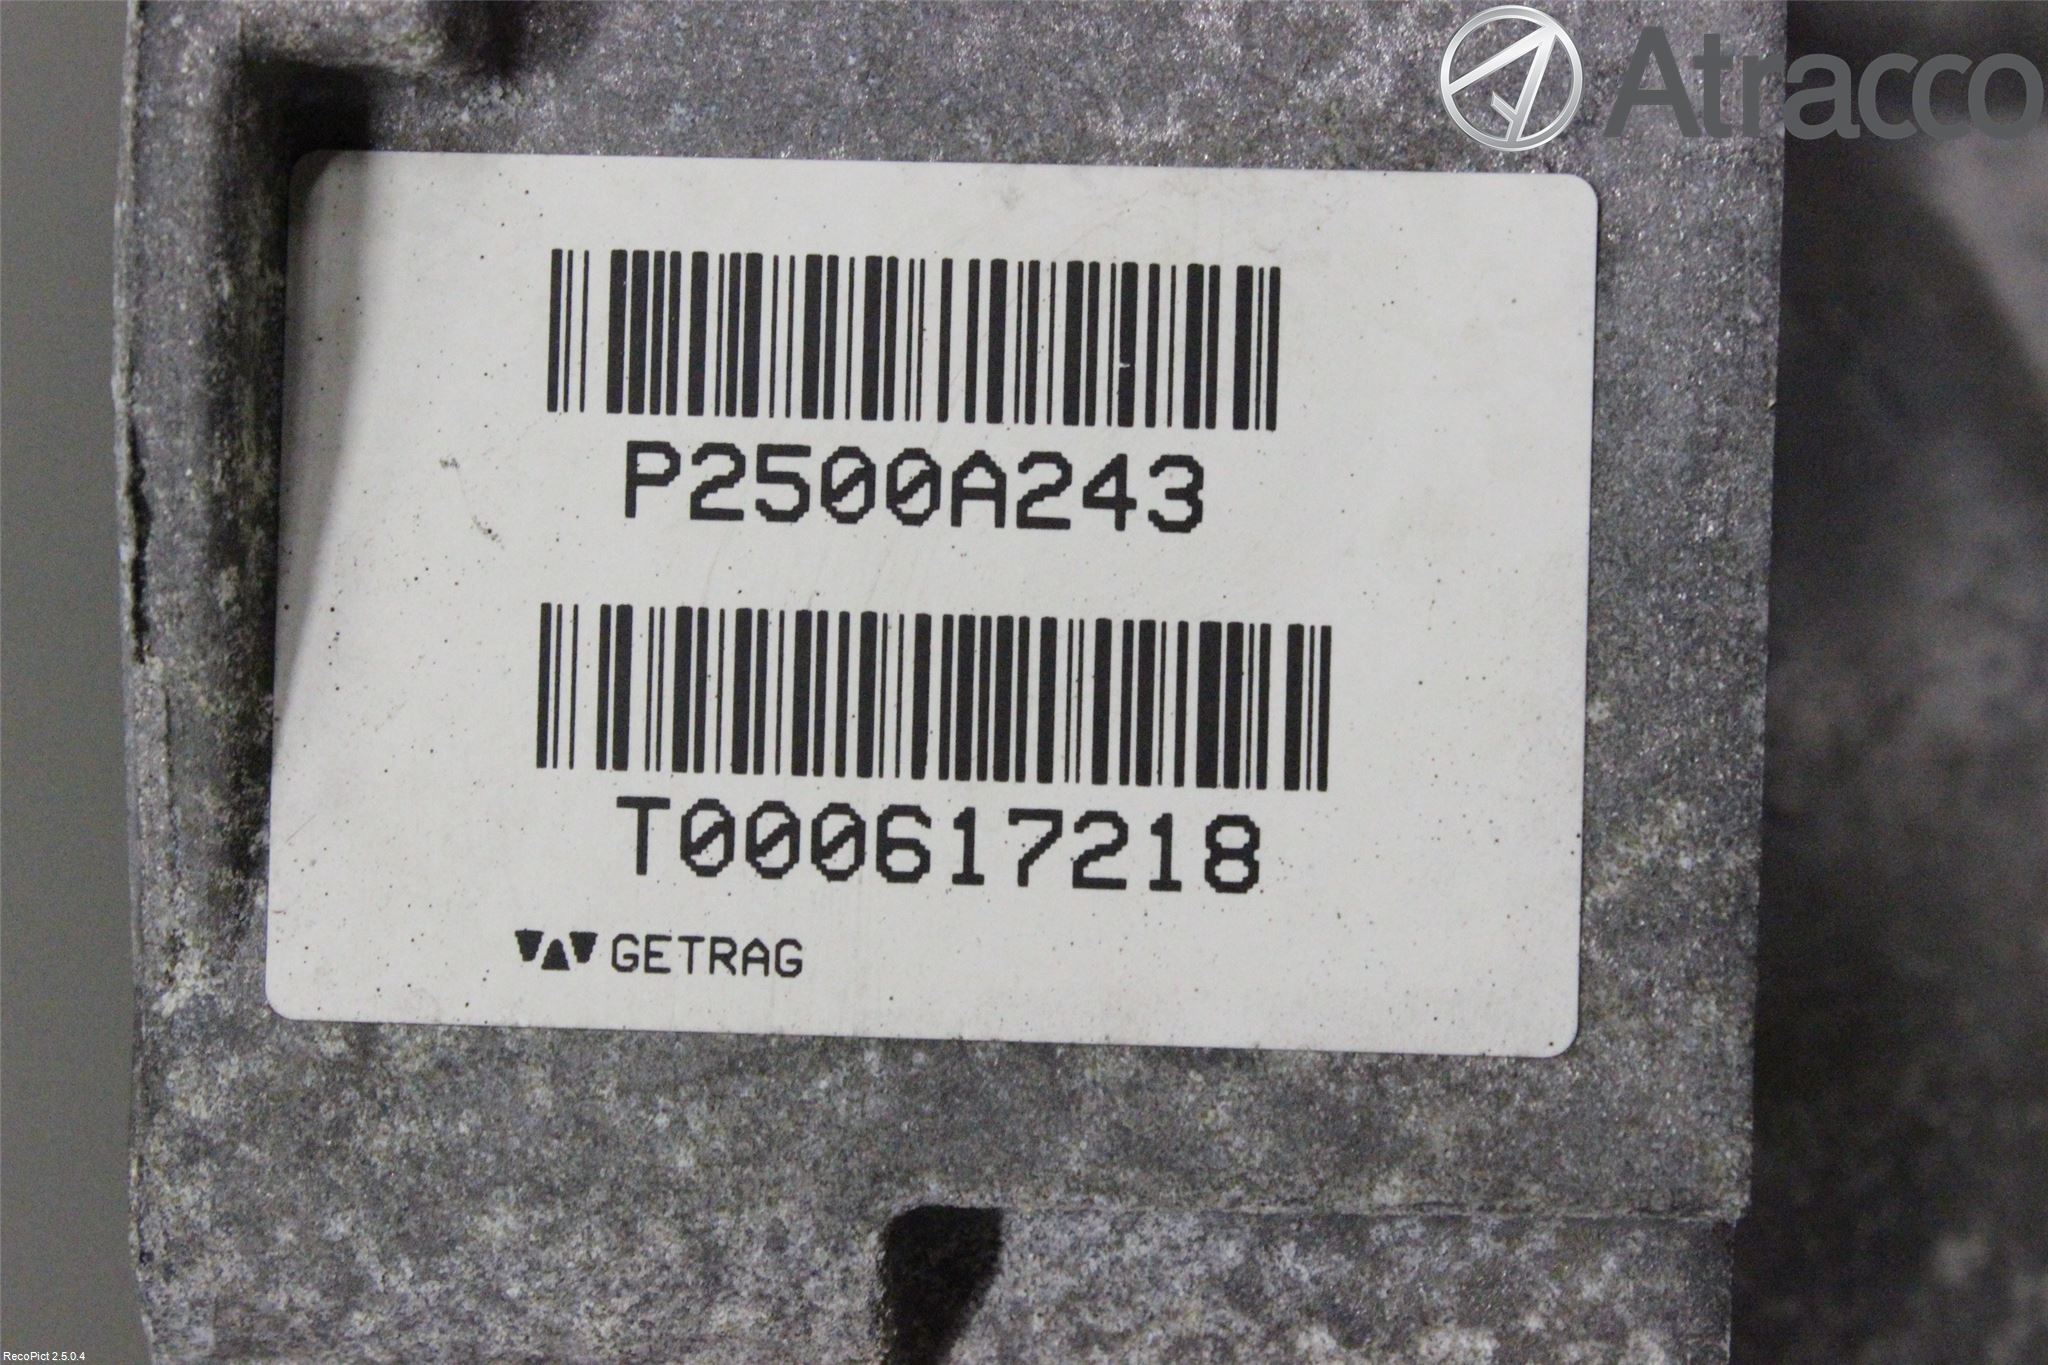 Atracco
P2500A243
T000617218
GETRAG
RecoPict 2.5.0.4